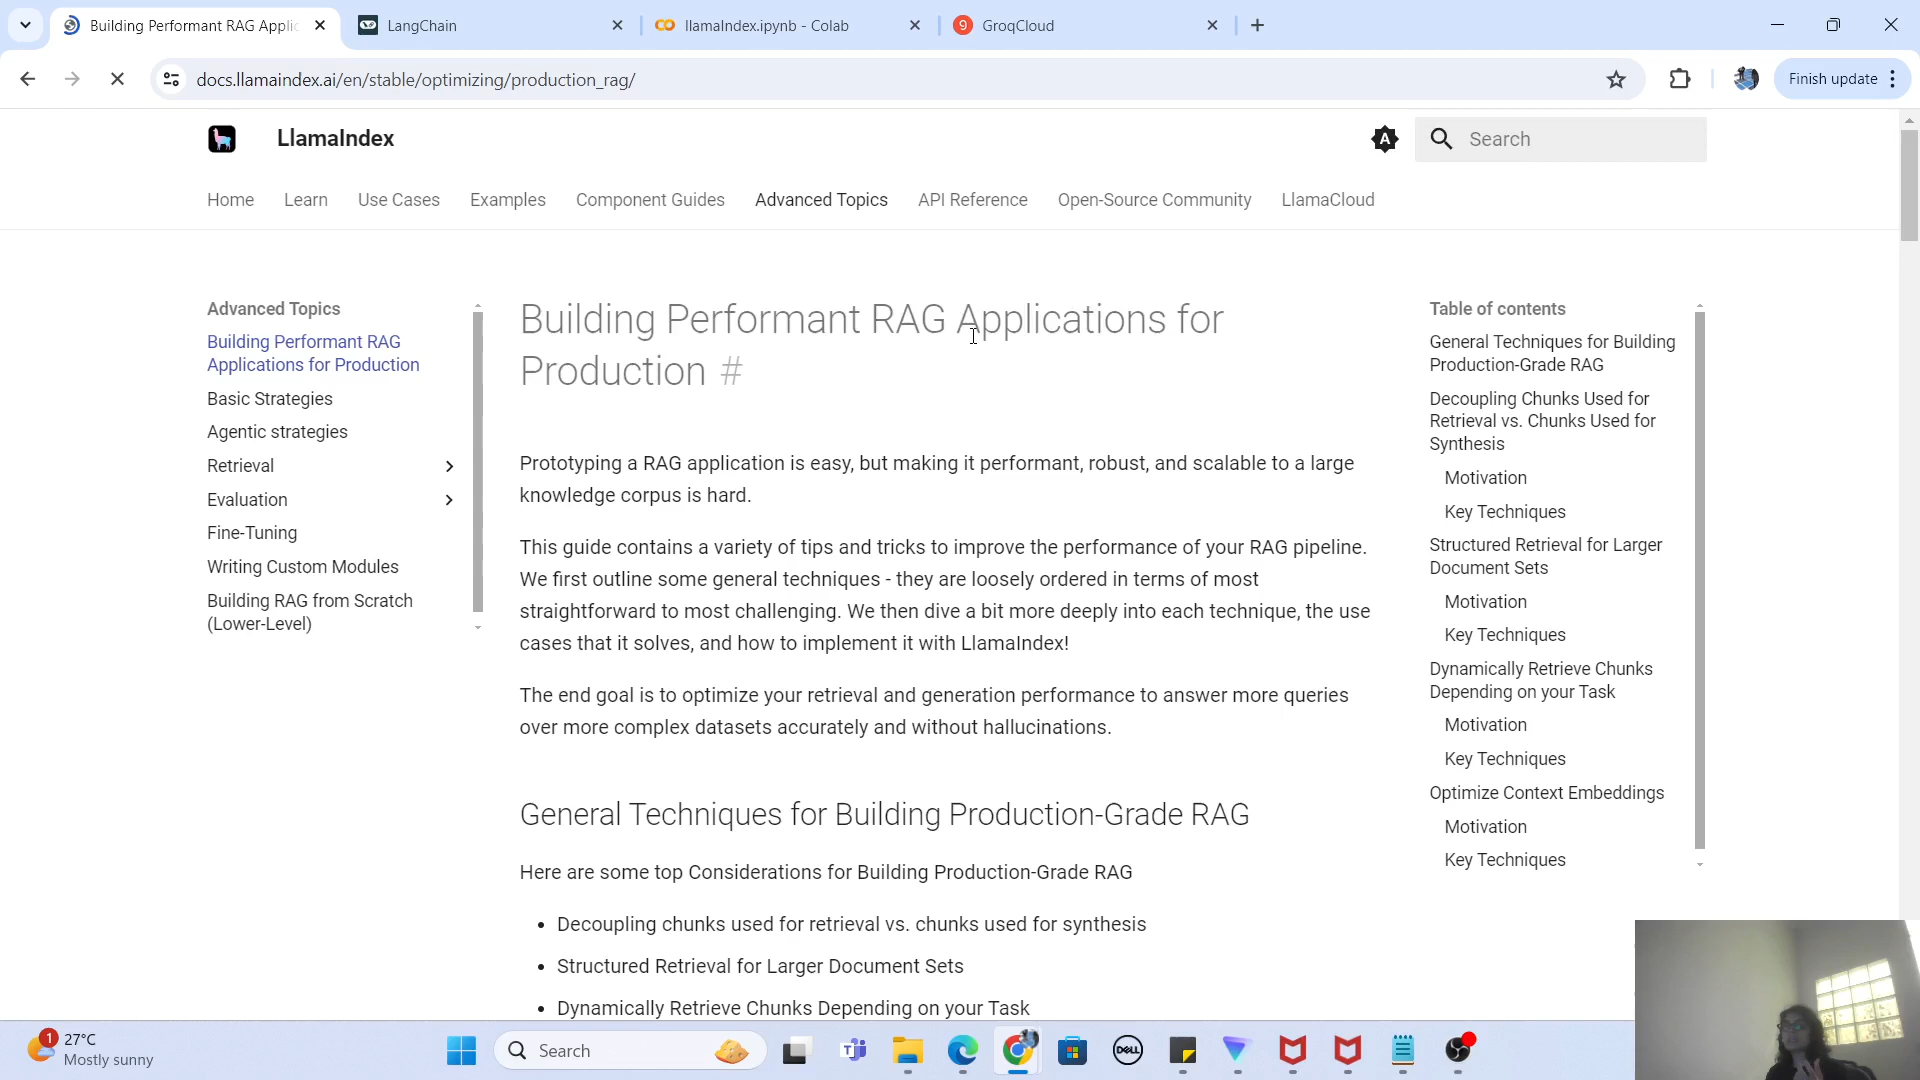 Building Performant RAG Applic
LangChain
llamaIndex.ipynb - Colab
9
GroqCloud
docs.llamaindex.ai/en/stable/optimizing/production_rag/
Finish update
LlamaIndex
A
Search
Home
Learn
Use Cases
Examples
Component Guides
Advanced Topics
API Reference
Open-Source Community
LlamaCloud
Advanced Topics
Building Performant RAG
Applications for Production
Basic Strategies
Agentic strategies
Retrieval
Evaluation
Fine-Tuning
Writing Custom Modules
Building RAG from Scratch
(Lower-Level)
Building Performant RAG Applications for
Production #
Prototyping a RAG application is easy, but making it performant, robust, and scalable to a large
knowledge corpus is hard.
This guide contains a variety of tips and tricks to improve the performance of your RAG pipeline.
We first outline some general techniques - they are loosely ordered in terms of most
straightforward to most challenging. We then dive a bit more deeply into each technique, the use
cases that it solves, and how to implement it with LlamaIndex!
The end goal is to optimize your retrieval and generation performance to answer more queries
over more complex datasets accurately and without hallucinations.
General Techniques for Building Production-Grade RAG
Here are some top Considerations for Building Production-Grade RAG
• Decoupling chunks used for retrieval vs. chunks used for synthesis
• Structured Retrieval for Larger Document Sets
• Dynamically Retrieve Chunks Depending on your Task
Table of contents
General Techniques for Building
Production-Grade RAG
Decoupling Chunks Used for
Retrieval vs. Chunks Used for
Synthesis
Motivation
Key Techniques
Structured Retrieval for Larger
Document Sets
Motivation
Key Techniques
Dynamically Retrieve Chunks
Depending on your Task
Motivation
Key Techniques
Optimize Context Embeddings
Motivation
Key Techniques
1
27°C
Mostly sunny
Search
DELL